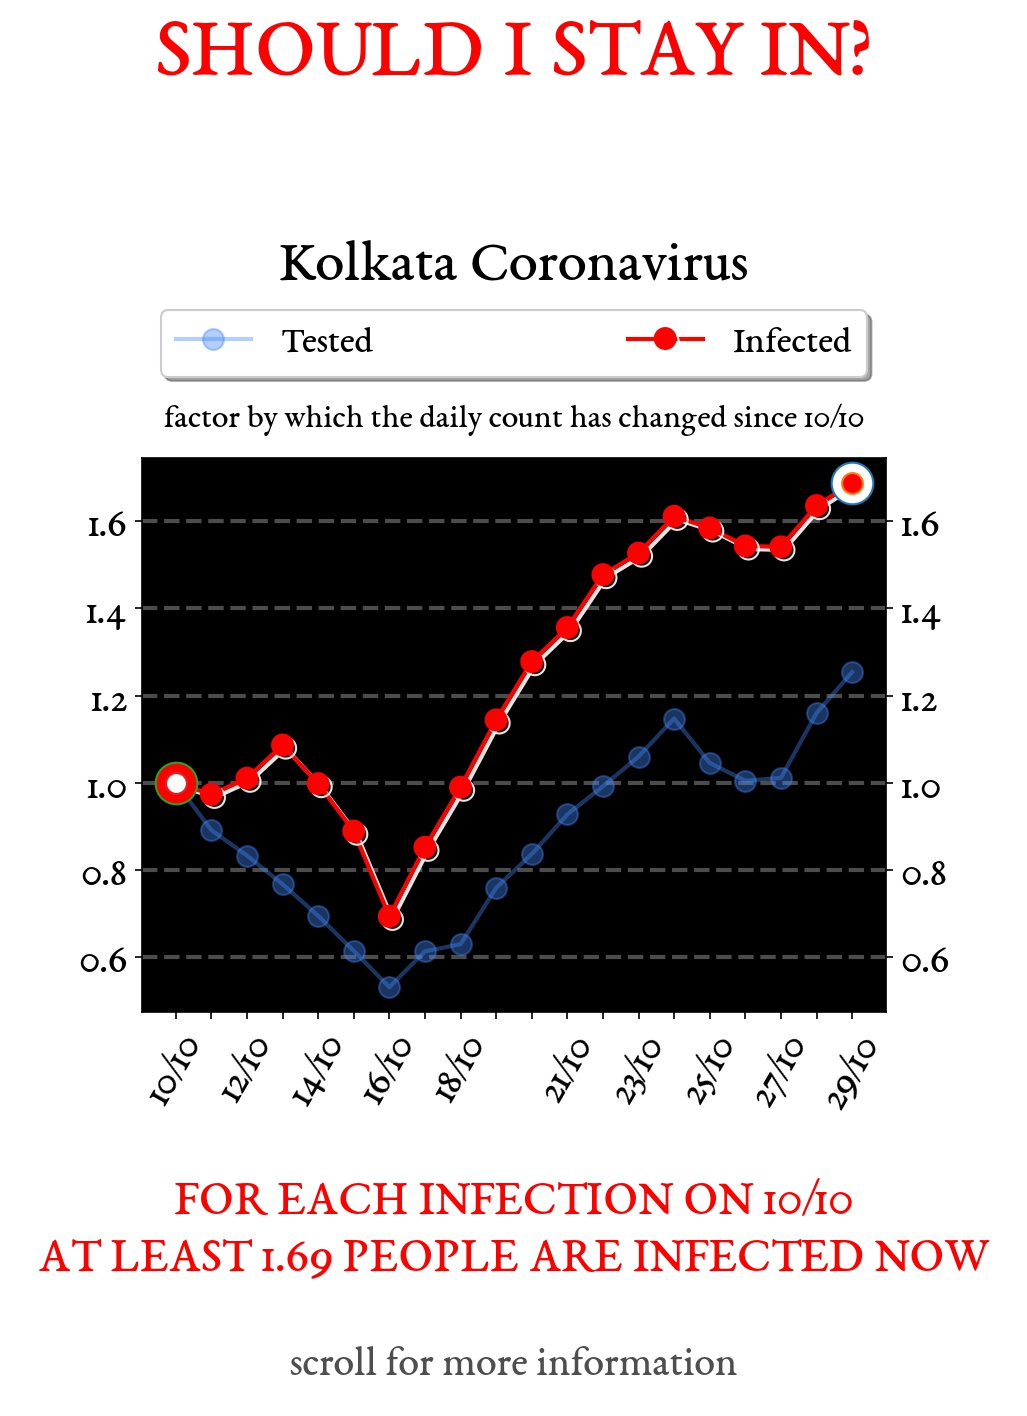 SHOULD I STAY IN?
Kolkata Coronavirus
Tested Infected
factor by which the daily count has changed since 10/10
1.6 1.6
1.4 1.4
1.2 1.2
1.0 1.0
0.8 0.8
0.6 0.6
10/10 12/10 14/10 16/10 18/10 21/10 23/10 25/10 27/10 29/10
FOR EACH INFECTION ON 10/10
AT LEAST 1.69 PEOPLE ARE INFECTED NOW
scroll for more information